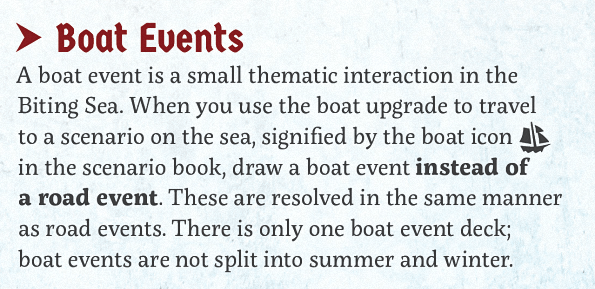 Boat Events
A boat event is a small thematic interaction in the
Biting Sea. When you use the boat upgrade to travel
to a scenario on the sea, signified by the boat icon
in the scenario book, draw a boat event instead of
a road event. These are resolved in the same manner
as road events. There is only one boat event deck;
boat events are not split into summer and winter.